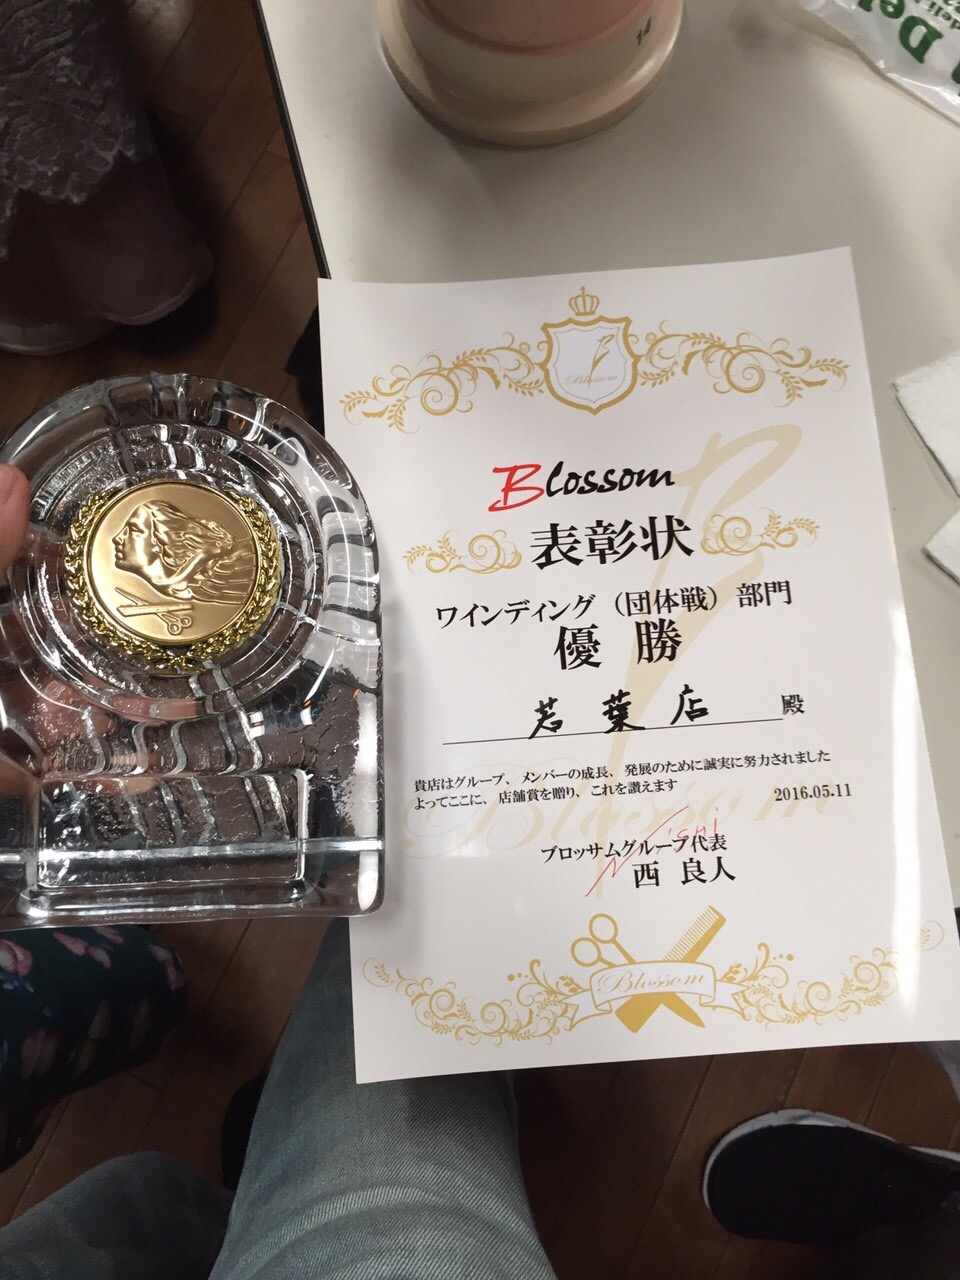 14
Blossom
Blossom
表彰状
ワインディング（団体戦）部門
優勝
若葉店 殿
貴店はグループ、メンバーの成長、発展のために誠実に努力されました
よってここに、店舗賞を贈り、これを讃えます
2016.05.11
ブロッサムグループ代表
西 良人
Nishi
Blossom
Blossom